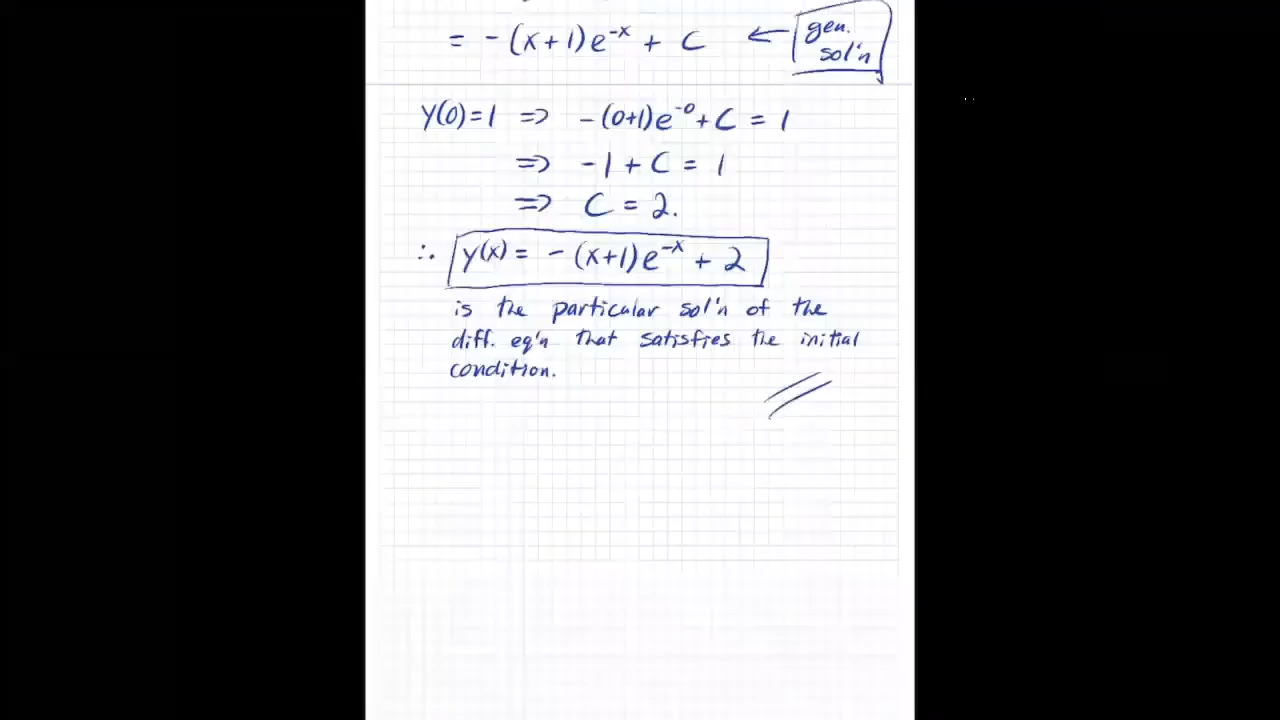 = -(x+1)e^{-x} + C ← gen. sol'n
y(0)=1 ⇒ -(0+1)e^{-0}+C = 1
⇒ -1 + C = 1
⇒ C = 2.
∴ y(x) = -(x+1)e^{-x} + 2
is the particular sol'n of the
diff. eq'n that satisfies the initial
condition.